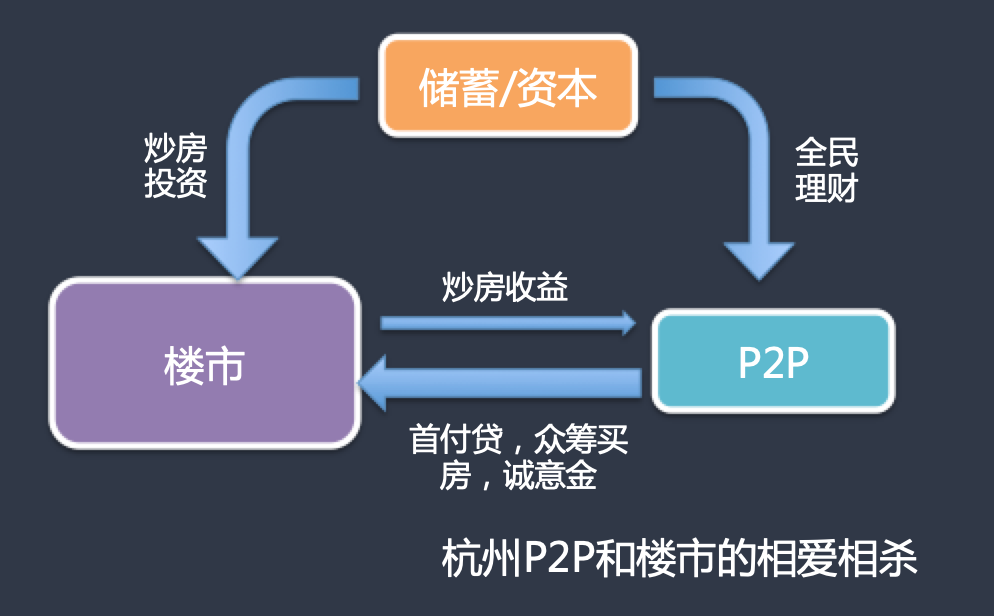 储蓄/资本
炒房
投资
全民
理财
炒房收益
楼市
P2P
首付贷，众筹买
房，诚意金
杭州P2P和楼市的相爱相杀